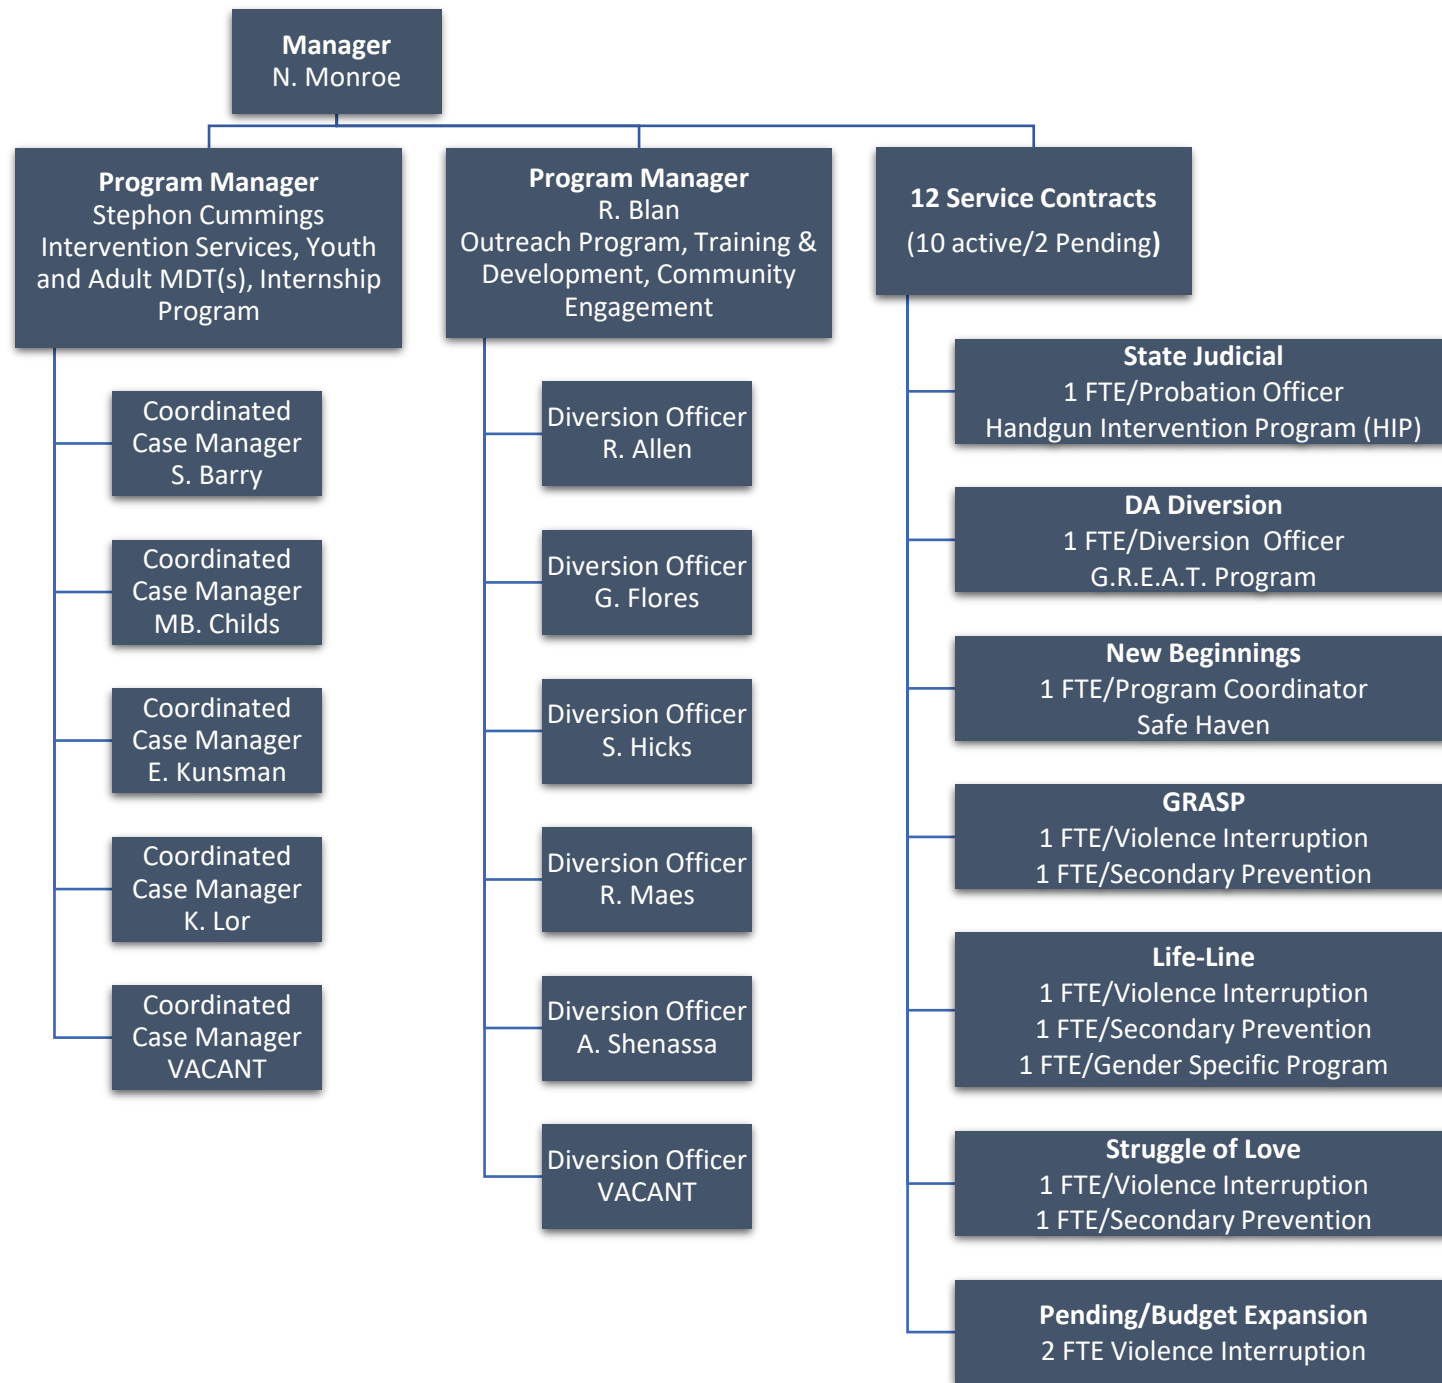 Manager
N. Monroe
Program Manager
Stephon Cummings
Intervention Services, Youth
and Adult MDT(s), Internship
Program
Coordinated
Case Manager
S. Barry
Coordinated
Case Manager
MB. Childs
Coordinated
Case Manager
E. Kunsman
Coordinated
Case Manager
K. Lor
Coordinated
Case Manager
VACANT
Program Manager
R. Blan
Outreach Program, Training &
Development, Community
Engagement
Diversion Officer
R. Allen
Diversion Officer
G. Flores
Diversion Officer
S. Hicks
Diversion Officer
R. Maes
Diversion Officer
A. Shenassa
Diversion Officer
VACANT
12 Service Contracts
(10 active/2 Pending)
State Judicial
1 FTE/Probation Officer
Handgun Intervention Program (HIP)
DA Diversion
1 FTE/Diversion Officer
G.R.E.A.T. Program
New Beginnings
1 FTE/Program Coordinator
Safe Haven
GRASP
1 FTE/Violence Interruption
1 FTE/Secondary Prevention
Life-Line
1 FTE/Violence Interruption
1 FTE/Secondary Prevention
1 FTE/Gender Specific Program
Struggle of Love
1 FTE/Violence Interruption
1 FTE/Secondary Prevention
Pending/Budget Expansion
2 FTE Violence Interruption